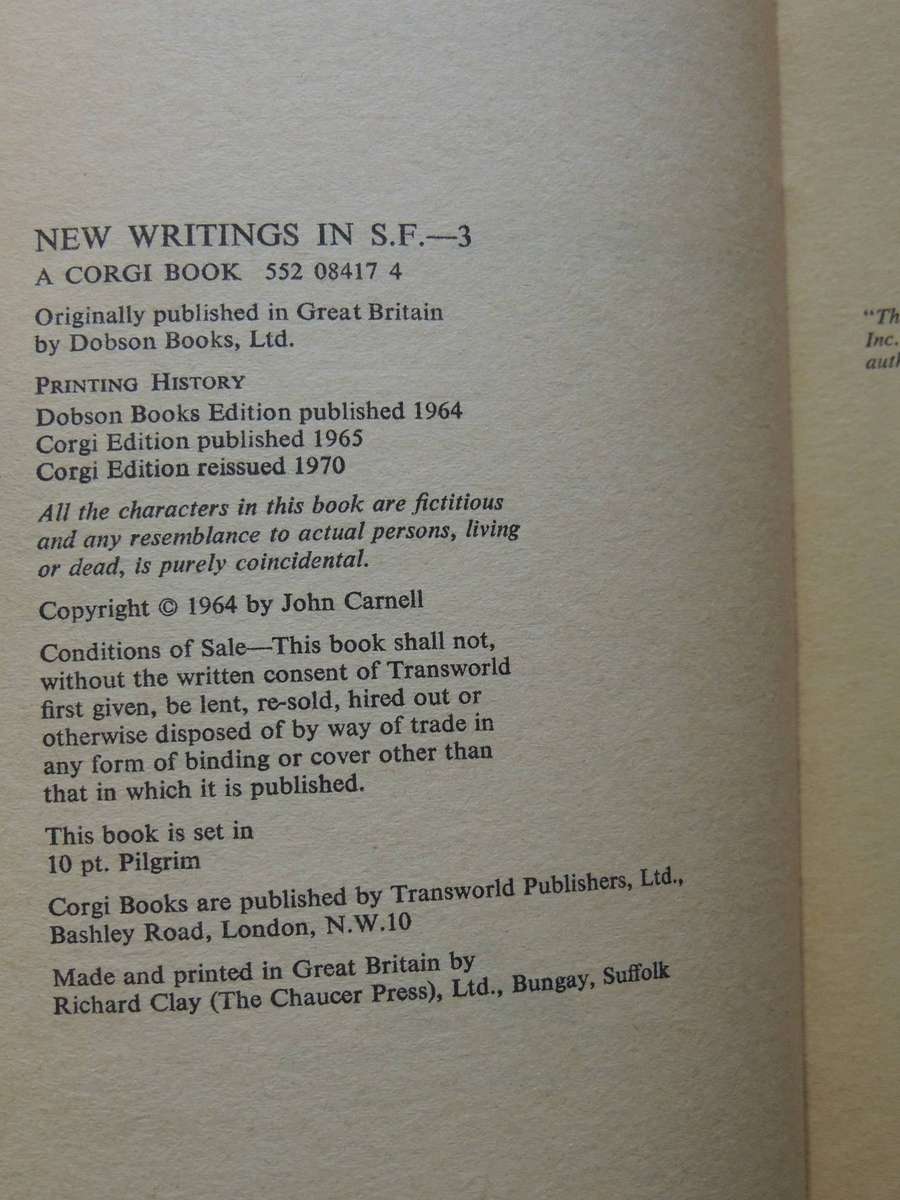 NEW WRITINGS IN S.F.—3
A CORGI BOOK 552 08417 4
Originally published in Great Britain
by Dobson Books, Ltd.
PRINTING HISTORY
Dobson Books Edition published 1964
Corgi Edition published 1965
Corgi Edition reissued 1970
All the characters in this book are fictitious
and any resemblance to actual persons, living
or dead, is purely coincidental.
Copyright © 1964 by John Carnell
Conditions of Sale—This book shall not,
without the written consent of Transworld
first given, be lent, re-sold, hired out or
otherwise disposed of by way of trade in
any form of binding or cover other than
that in which it is published.
This book is set in
10 pt. Pilgrim
Corgi Books are published by Transworld Publishers, Ltd.,
Bashley Road, London, N.W.10
Made and printed in Great Britain by
Richard Clay (The Chaucer Press), Ltd., Bungay, Suffolk
"Th
Inc.
auth